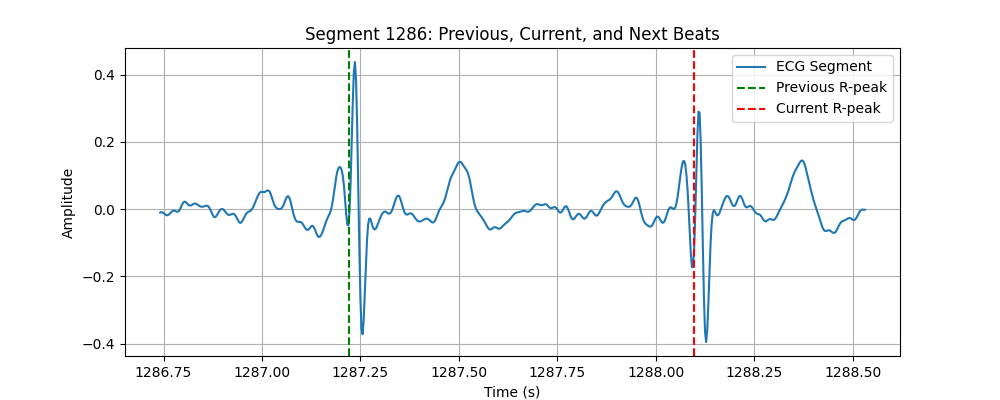 Segment 1286: Previous, Current, and Next Beats
ECG Segment
Previous R-peak
Current R-peak
Amplitude
0.4
0.2
0.0
−0.2
−0.4
1286.75 1287.00 1287.25 1287.50 1287.75 1288.00 1288.25 1288.50
Time (s)